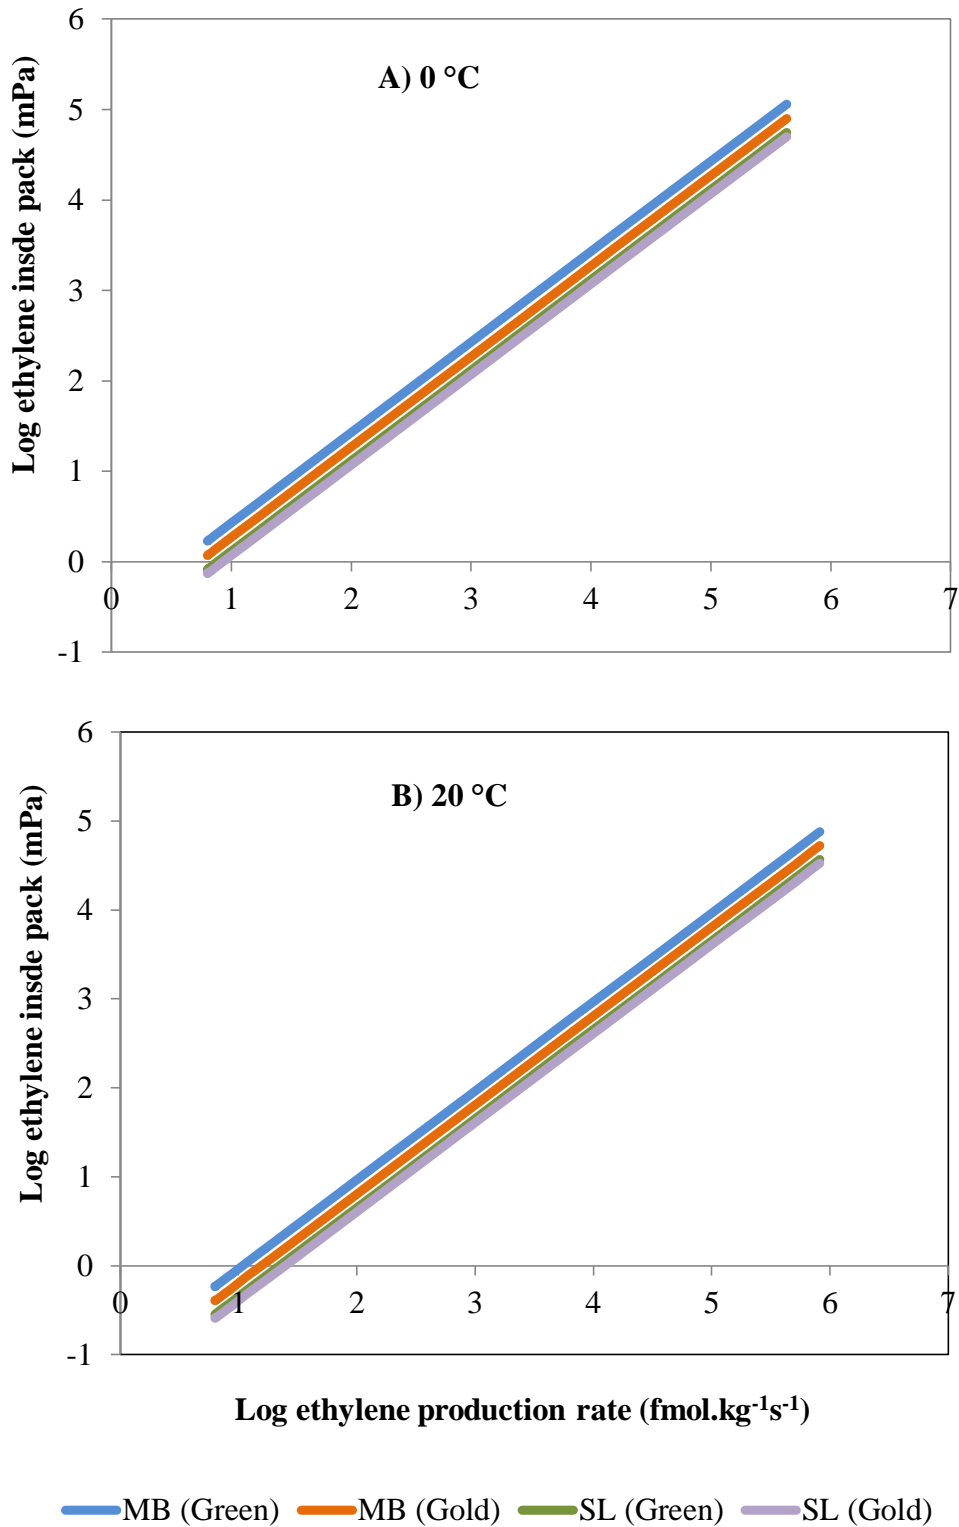 6
A) 0 °C
5
4
3
2
1
0
0 1 2 3 4 5 6 7
-1
Log ethylene insde pack (mPa)
6
B) 20 °C
5
4
3
2
1
0
0 1 2 3 4 5 6 7
-1
Log ethylene insde pack (mPa)
Log ethylene production rate (fmol.kg⁻¹s⁻¹)
MB (Green) MB (Gold) SL (Green) SL (Gold)